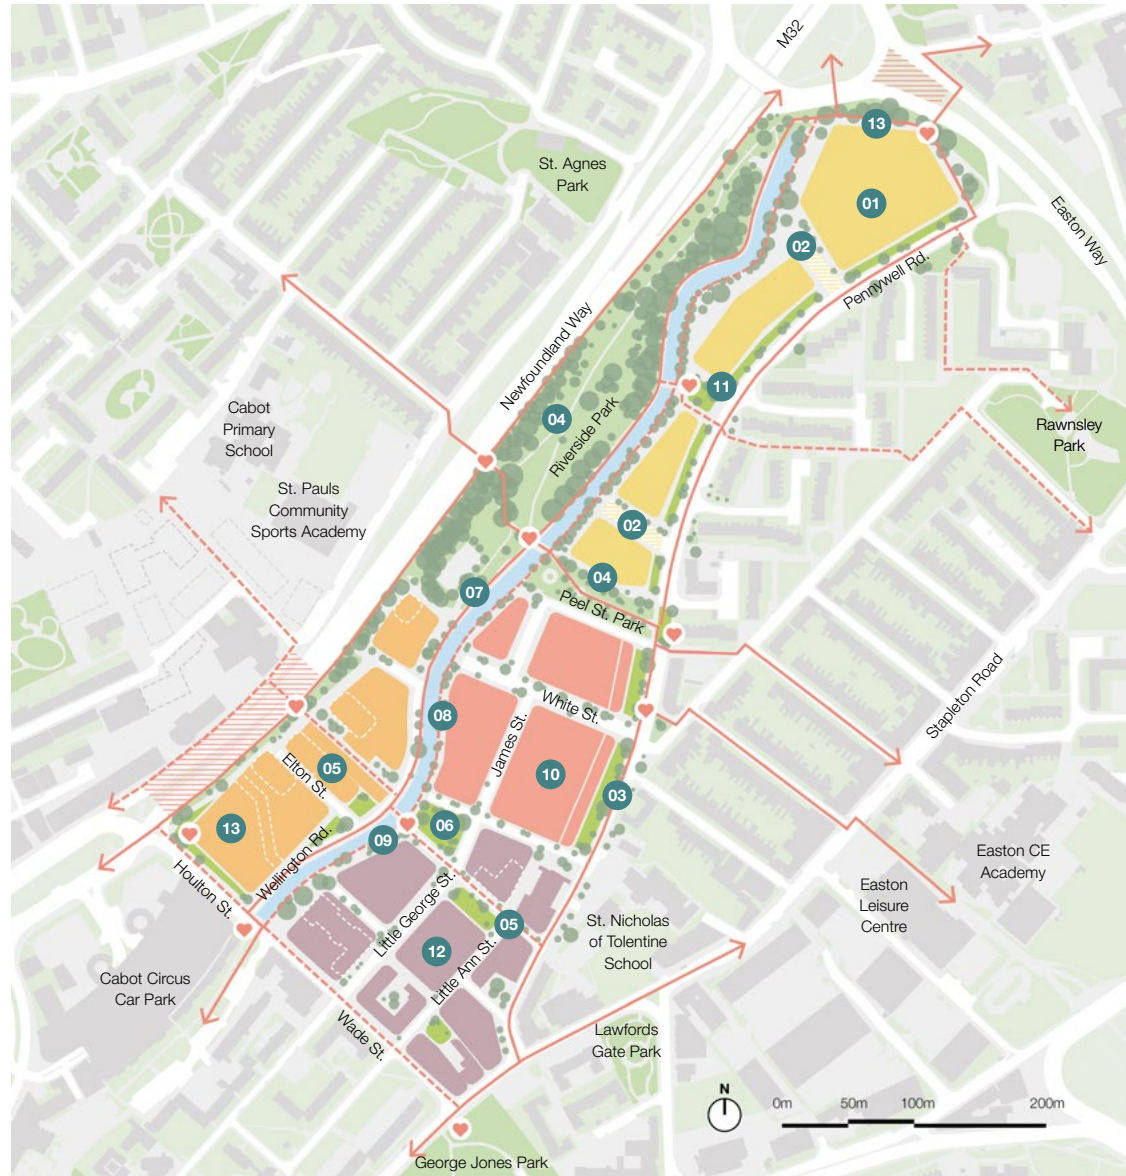 M32
13
St. Agnes
Park
01
Easton Way
02
Pennywell Rd.
Newfoundland Way
11
04
Riverside Park
Cabot
Primary
School
Rawnsley
Park
St. Pauls
Community
Sports Academy
02
04
07
Peel St. Park
White St.
08
James St.
Stapleton Road
05
Elton St.
10
03
13
06
09
Wellington Rd.
Houlton St.
Easton CE
Academy
Easton
Leisure
Centre
Little George St.
05
St. Nicholas
of Tolentine
School
12
Little Ann St.
Cabot Circus
Car Park
Wade St.
Lawfords
Gate Park
N
0m 50m 100m 200m
George Jones Park